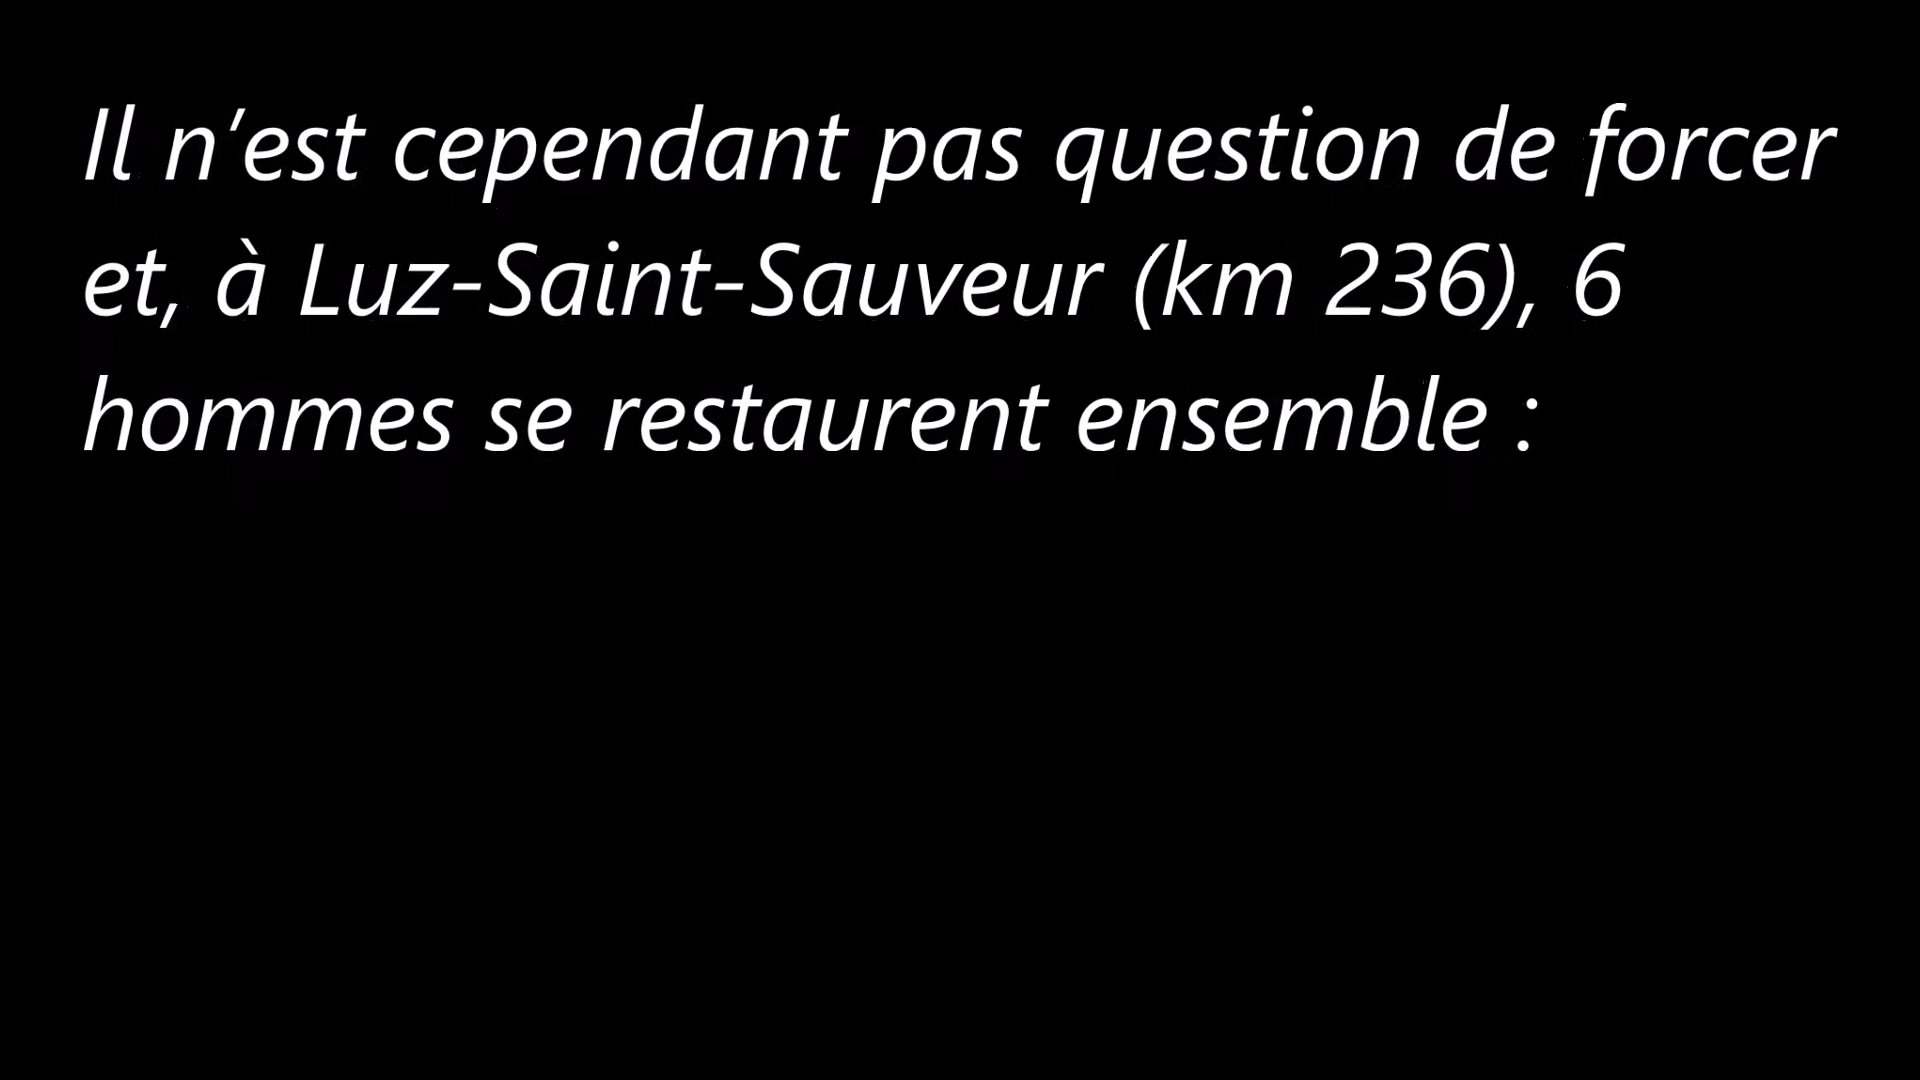 Il n’est cependant pas question de forcer
et, à Luz-Saint-Sauveur (km 236), 6
hommes se restaurent ensemble :